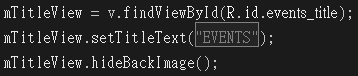 mTitleView = v.findViewById(R.id.events_title);
mTitleView.setTitleText("EVENTS");
mTitleView.hideBackImage();